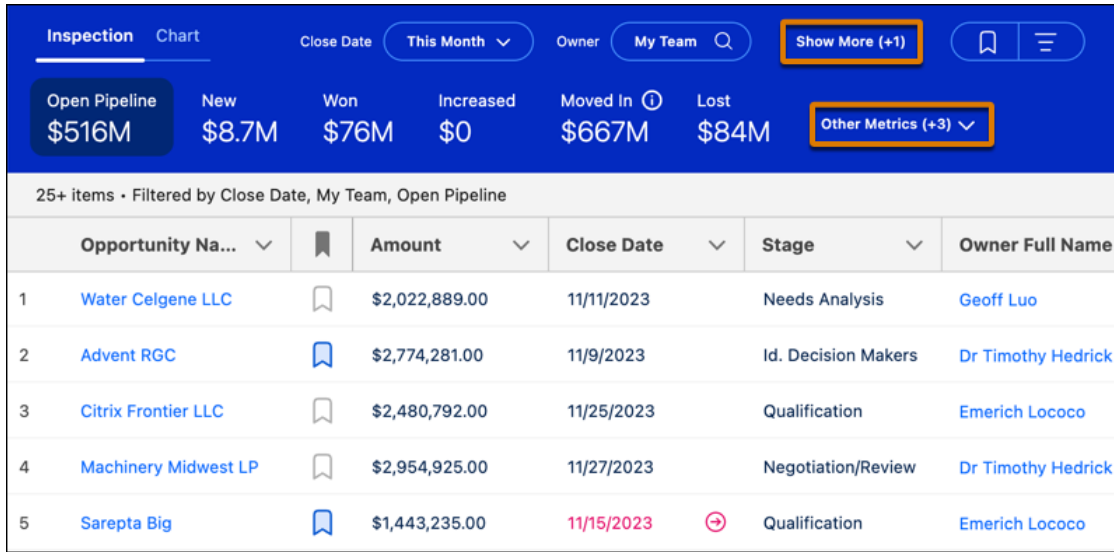 Inspection Chart Close Date This Month Owner My Team Show More (+1)
Open Pipeline New Won Increased Moved In Lost
$516M $8.7M $76M $0 $667M $84M Other Metrics (+3)
25+ items • Filtered by Close Date, My Team, Open Pipeline
Opportunity Na... Amount Close Date Stage Owner Full Name
1 Water Celgene LLC $2,022,889.00 11/11/2023 Needs Analysis Geoff Luo
2 Advent RGC $2,774,281.00 11/9/2023 Id. Decision Makers Dr Timothy Hedrick
3 Citrix Frontier LLC $2,480,792.00 11/25/2023 Qualification Emerich Lococo
4 Machinery Midwest LP $2,954,925.00 11/27/2023 Negotiation/Review Dr Timothy Hedrick
5 Sarepta Big $1,443,235.00 11/15/2023 Qualification Emerich Lococo